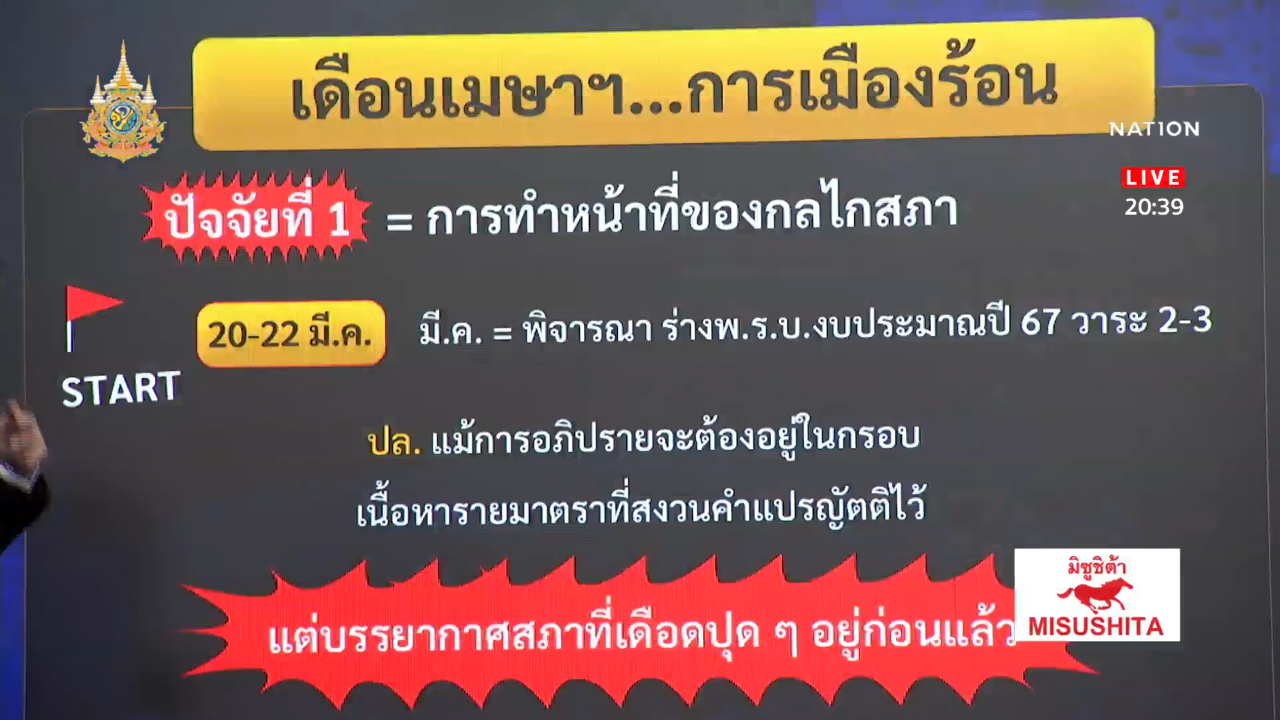 เดือนเมษาฯ...การเมืองร้อน
NATION
LIVE
20:39
ปัจจัยที่ 1 = การทำหน้าที่ของกลไกสภา
START
20-22 มี.ค. มี.ค. = พิจารณา ร่างพ.ร.บ.งบประมาณปี 67 วาระ 2-3
ปล. แม้การอภิปรายจะต้องอยู่ในกรอบ
เนื้อหารายมาตราที่สงวนคำแปรญัตติไว้
แต่บรรยากาศสภาที่เดือดปุด ๆ อยู่ก่อนแล้ว
มิซูชิต้า
MISUSHITA